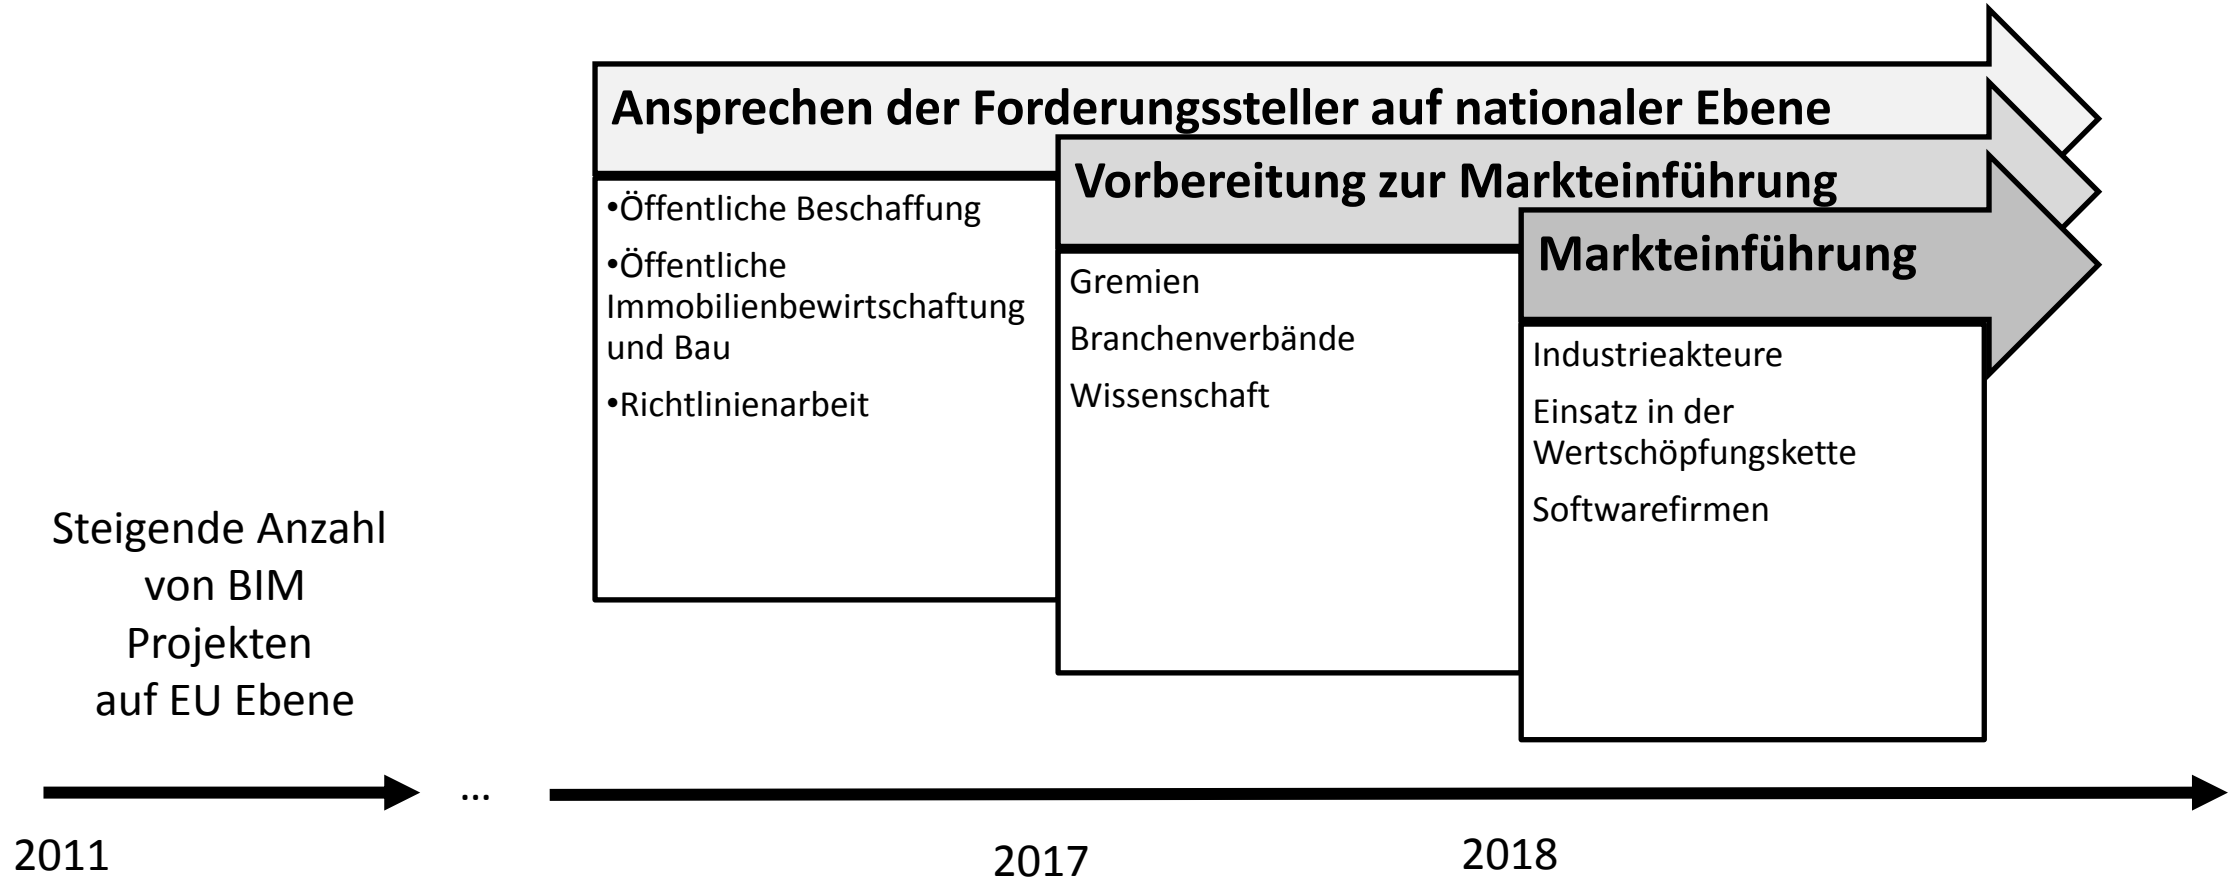 Ansprechen der Forderungssteller auf nationaler Ebene
•Öffentliche Beschaffung
•Öffentliche
Immobilienbewirtschaftung
und Bau
•Richtlinienarbeit
Vorbereitung zur Markteinführung
Gremien
Branchenverbände
Wissenschaft
Markteinführung
Industrieakteure
Einsatz in der
Wertschöpfungskette
Softwarefirmen
Steigende Anzahl
von BIM
Projekten
auf EU Ebene
...
2011
2017
2018